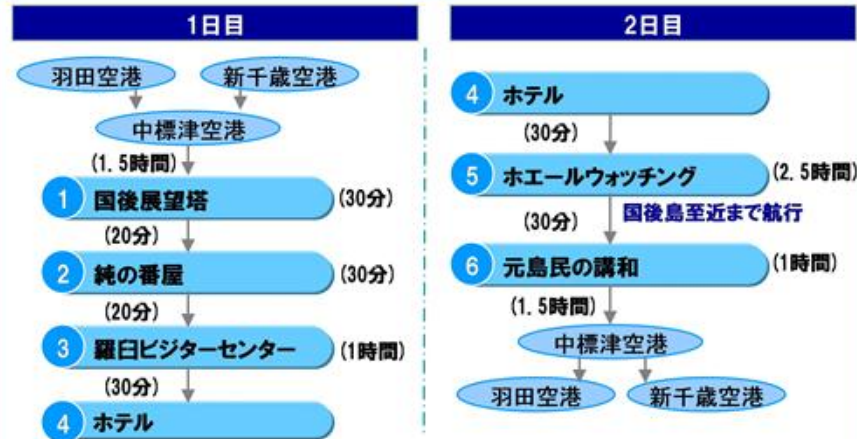 1日目
羽田空港 新千歳空港
中標津空港
(1.5時間)
1 国後展望塔 (30分)
(20分)
2 純の番屋 (30分)
(20分)
3 羅臼ビジターセンター (1時間)
(30分)
4 ホテル
2日目
4 ホテル
(30分)
5 ホエールウォッチング (2.5時間)
(30分) 国後島至近まで航行
6 元島民の講和 (1時間)
(1.5時間)
中標津空港
羽田空港 新千歳空港